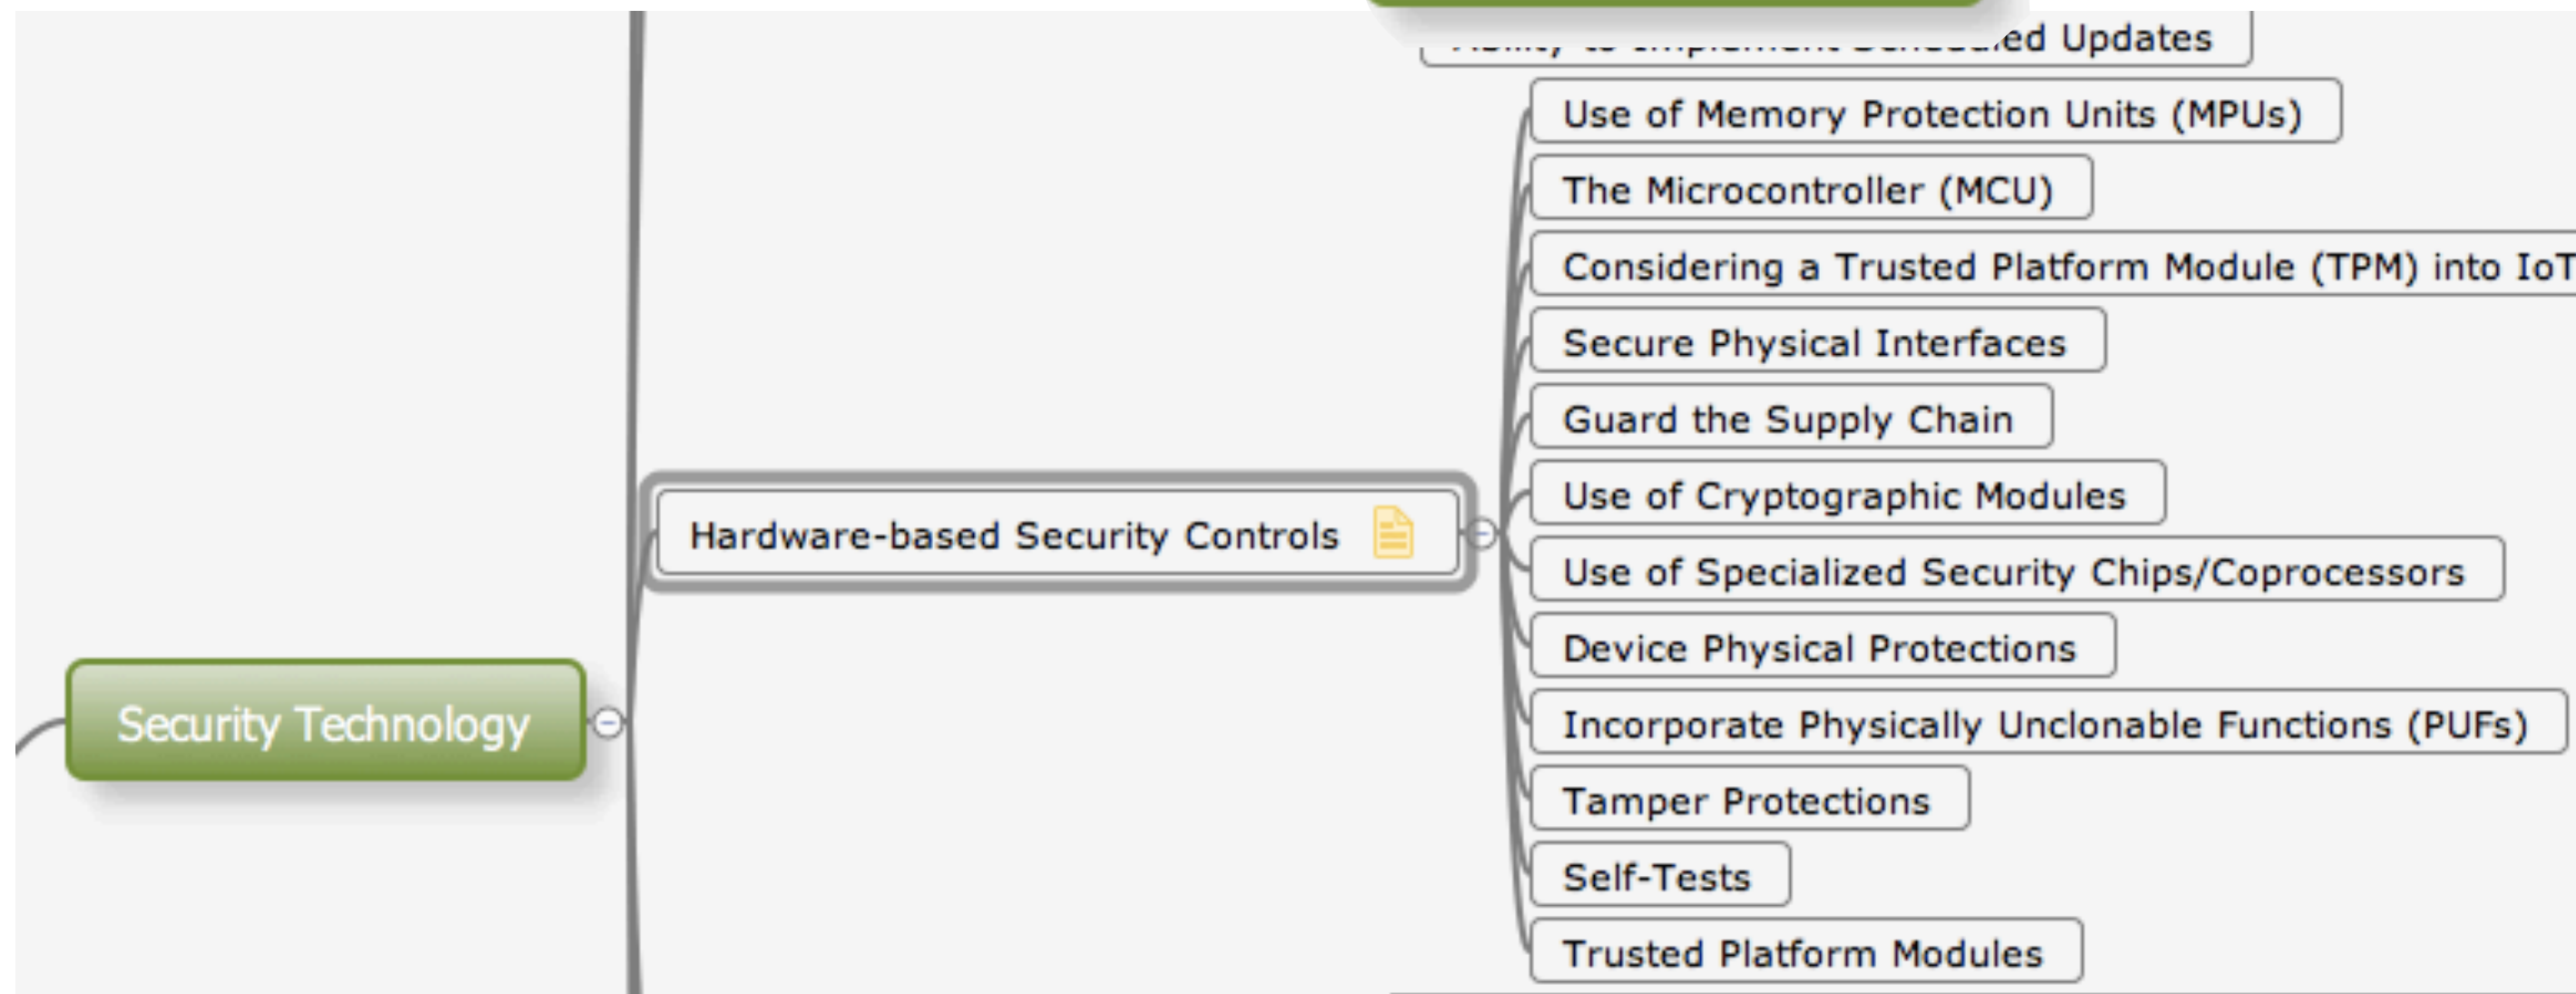 Updates
Use of Memory Protection Units (MPUs)
The Microcontroller (MCU)
Considering a Trusted Platform Module (TPM) into IoT
Secure Physical Interfaces
Guard the Supply Chain
Use of Cryptographic Modules
Hardware-based Security Controls
Use of Specialized Security Chips/Coprocessors
Device Physical Protections
Security Technology
Incorporate Physically Unclonable Functions (PUFs)
Tamper Protections
Self-Tests
Trusted Platform Modules